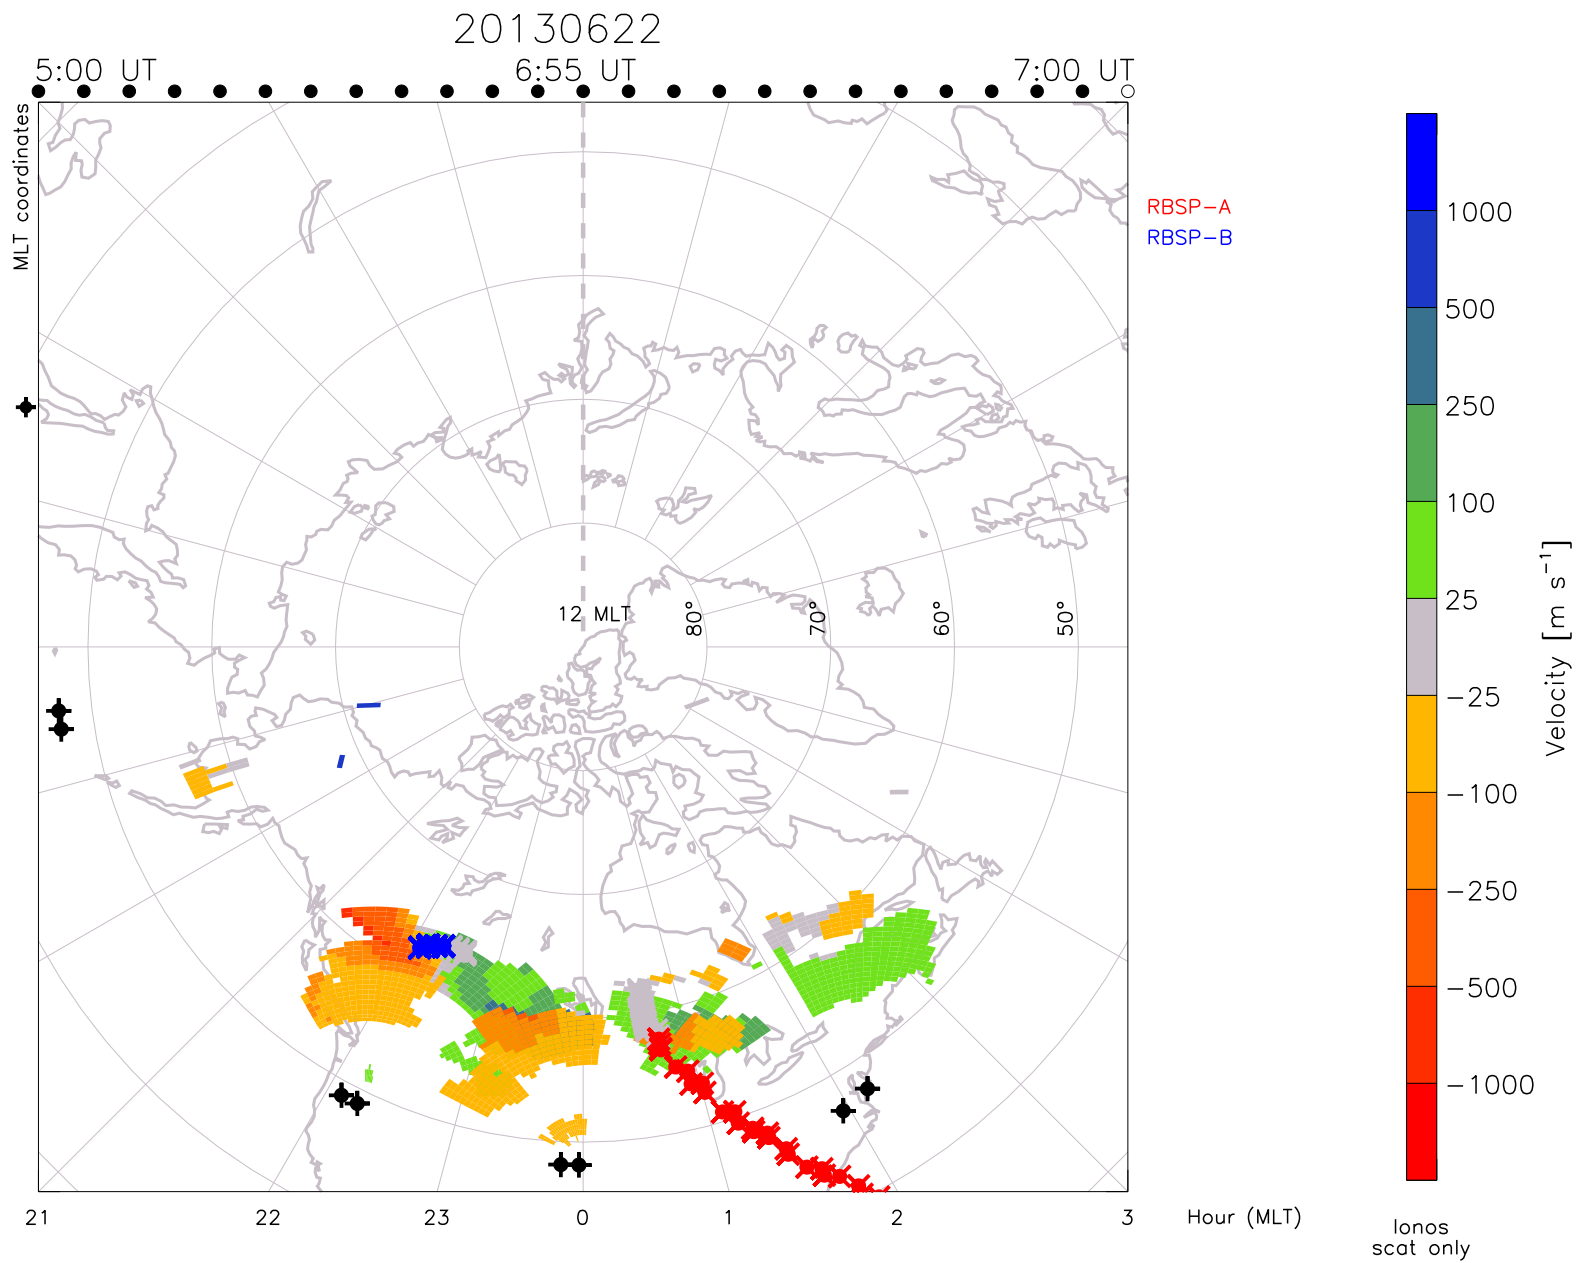 20130622
5:00 UT
6:55 UT
7:00 UT
MLT coordinates
RBSP-A
RBSP-B
12 MLT
80°
70°
60°
50°
1000
500
250
100
25
-25
-100
-250
-500
-1000
Velocity [m s⁻¹]
21
22
23
0
1
2
3
Hour (MLT)
Ionos
scat only